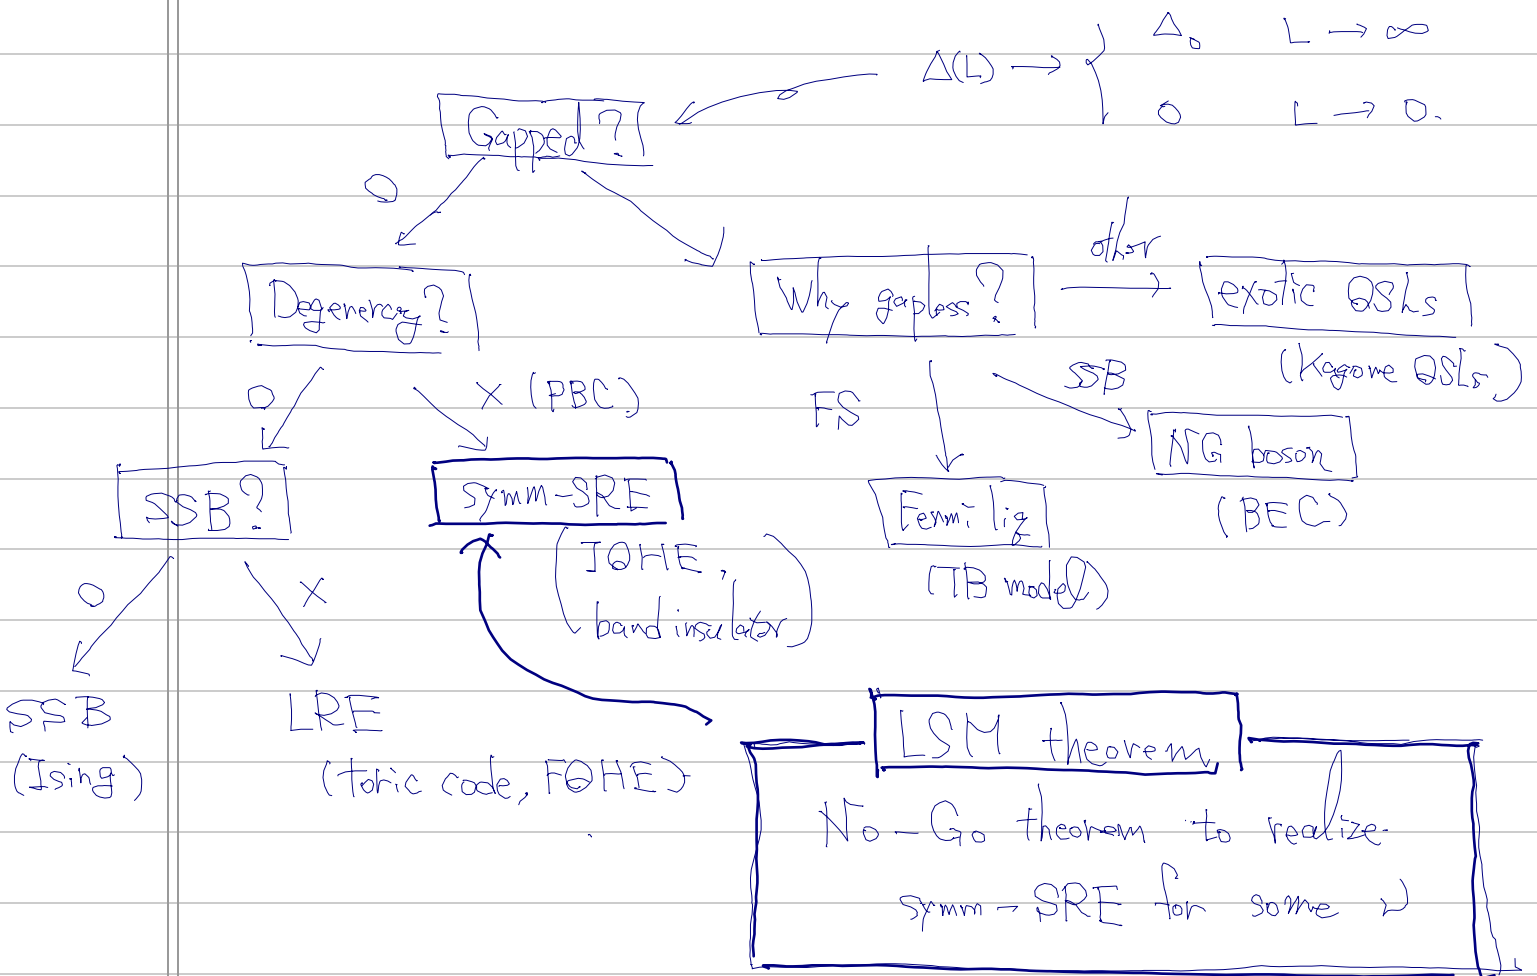 Δ(L) → { Δ₀ L → ∞
0 L → 0.
Gapped?
O
Degeneracy?
Why gapless?
other
exotic QSLs
(Kagome QSLs)
O
X (PBC)
FS
SSB
NG boson
(BEC)
SSB?
symm-SRE
(IQHE,
band insulator)
Fermi liq
(TB model)
O
X
SSB
(Ising)
LRE
(toric code, FQHE)
LSM theorem
No-Go theorem to realize
symm-SRE for some ν